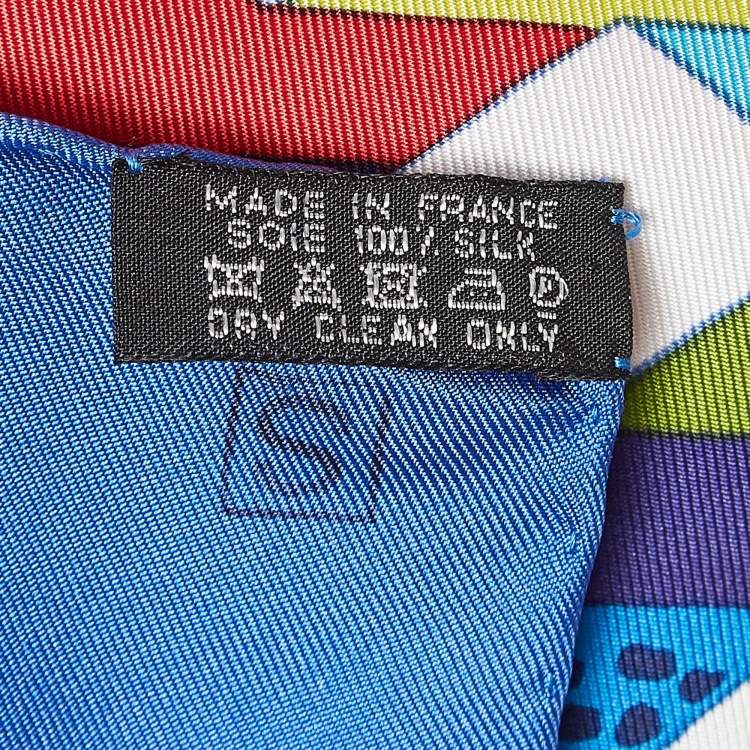 MADE IN FRANCE
SOIE 100% SILK
P
DRY CLEAN ONLY
S